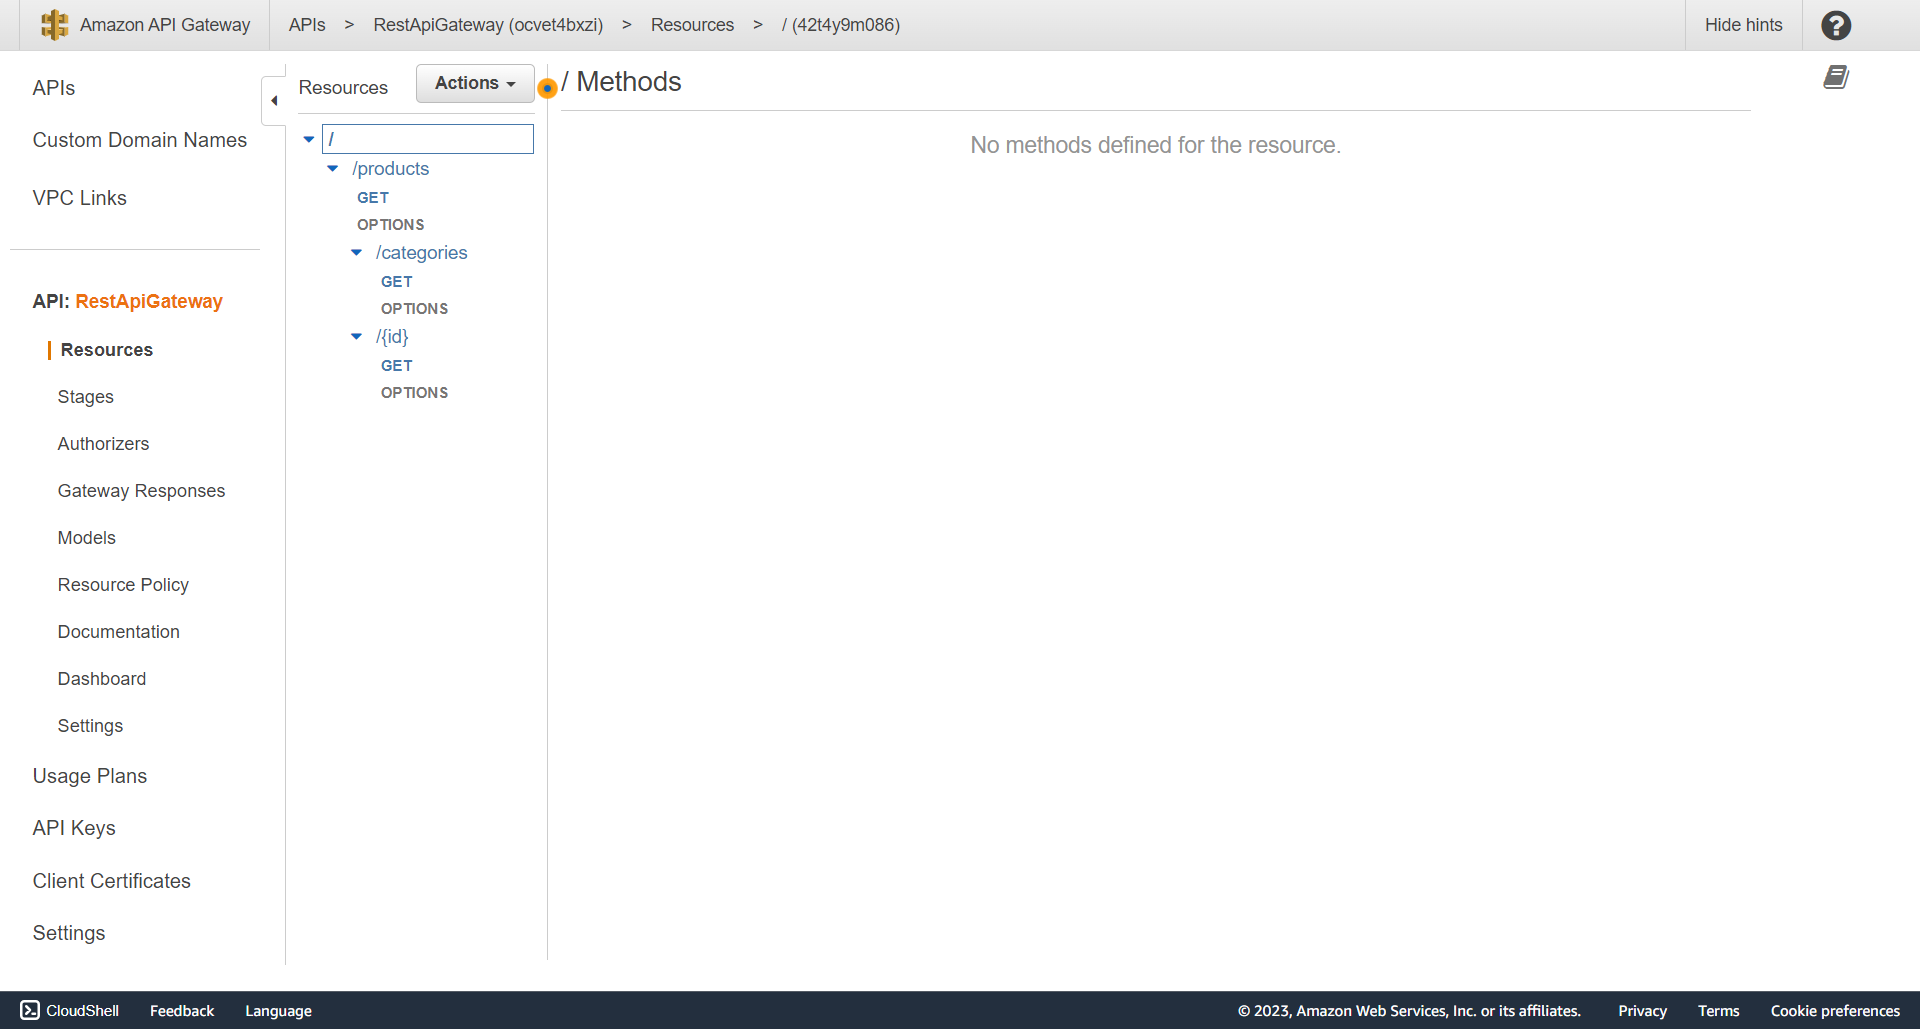 Amazon API Gateway
APIs > RestApiGateway (ocvet4bxzi) > Resources > / (42t4y9m086)
Hide hints
?
APIs
Custom Domain Names
VPC Links
API: RestApiGateway
Resources
Stages
Authorizers
Gateway Responses
Models
Resource Policy
Documentation
Dashboard
Settings
Usage Plans
API Keys
Client Certificates
Settings
Resources
Actions
/
/products
GET
OPTIONS
/categories
GET
OPTIONS
/{id}
GET
OPTIONS
/ Methods
No methods defined for the resource.
CloudShell
Feedback
Language
© 2023, Amazon Web Services, Inc. or its affiliates.
Privacy
Terms
Cookie preferences